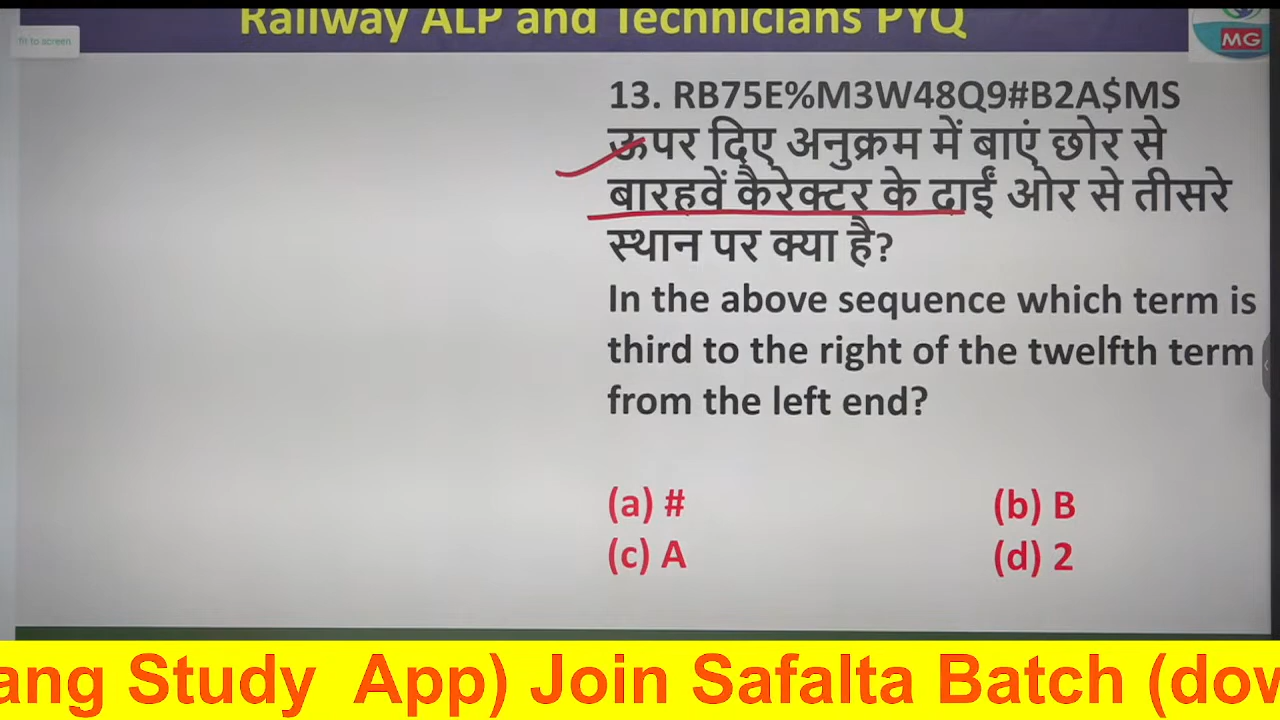 Railway ALP and Technicians PYQ
MG
fit to screen
13. RB75E%M3W48Q9#B2A$MS
ऊपर दिए अनुक्रम में बाएं छोर से
बारहवें कैरेक्टर के दाईं ओर से तीसरे
स्थान पर क्या है?
In the above sequence which term is
third to the right of the twelfth term
from the left end?
(a) # (b) B
(c) A (d) 2
ang Study App) Join Safalta Batch (dow